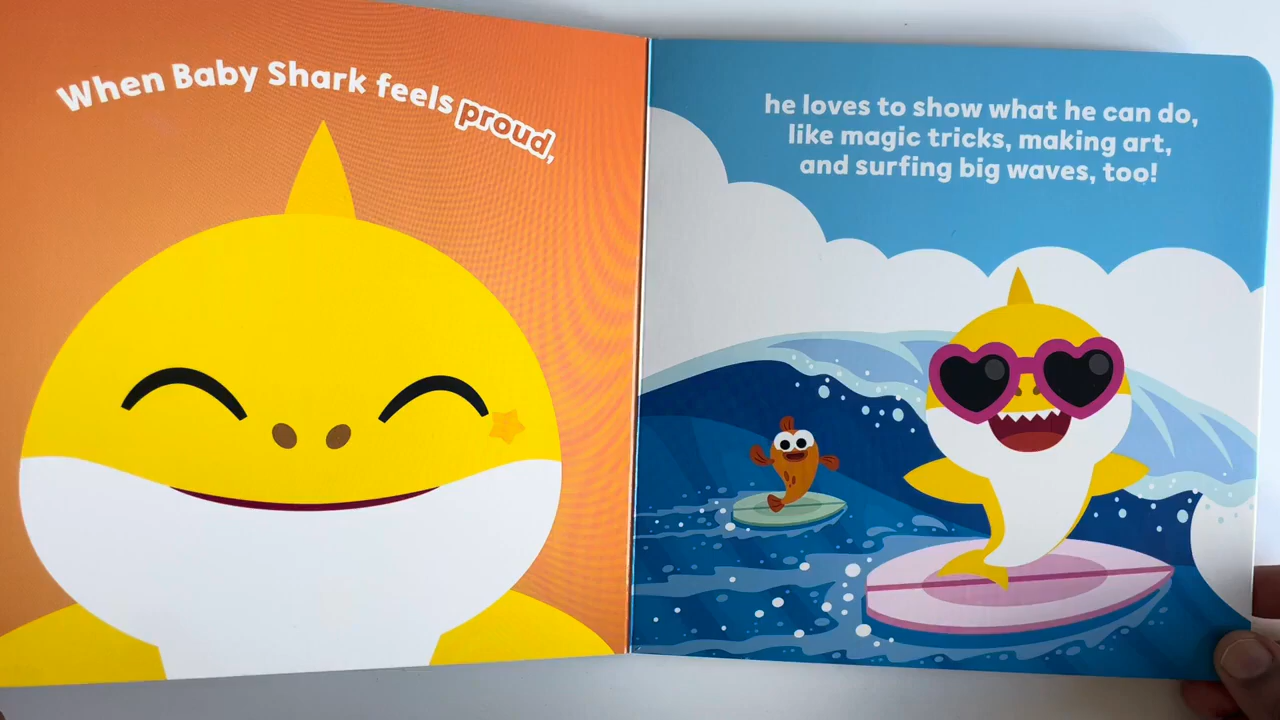 When Baby Shark feels proud,
he loves to show what he can do,
like magic tricks, making art,
and surfing big waves, too!